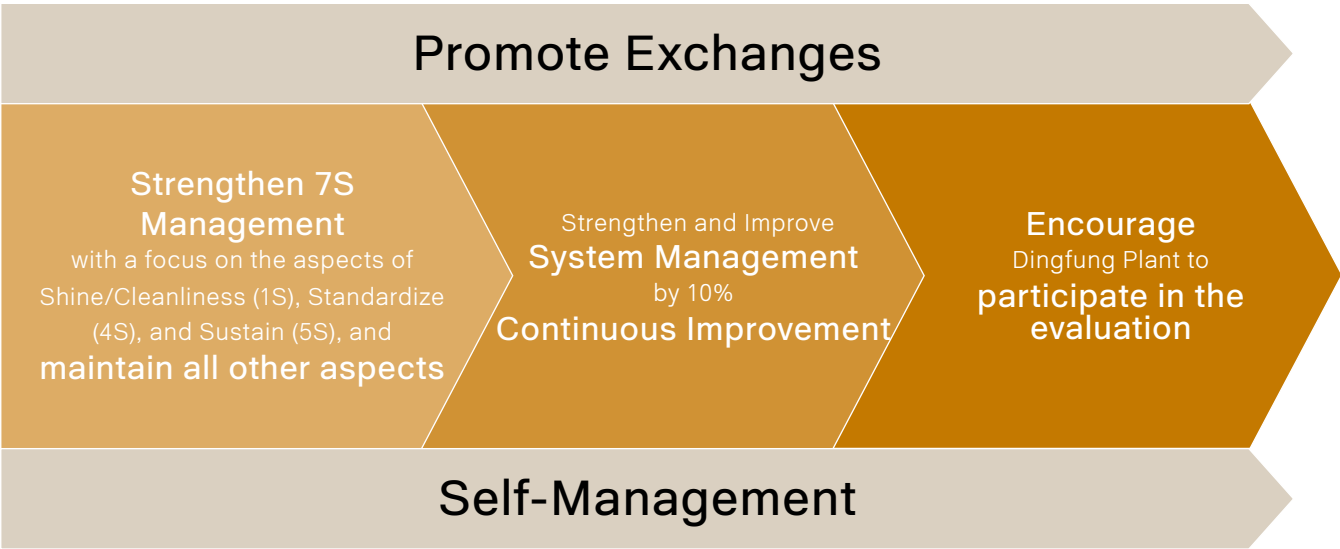 Promote Exchanges
Strengthen 7S
Management
with a focus on the aspects of
Shine/Cleanliness (1S), Standardize
(4S), and Sustain (5S), and
maintain all other aspects
Strengthen and Improve
System Management
by 10%
Continuous Improvement
Encourage
Dingfung Plant to
participate in the
evaluation
Self-Management